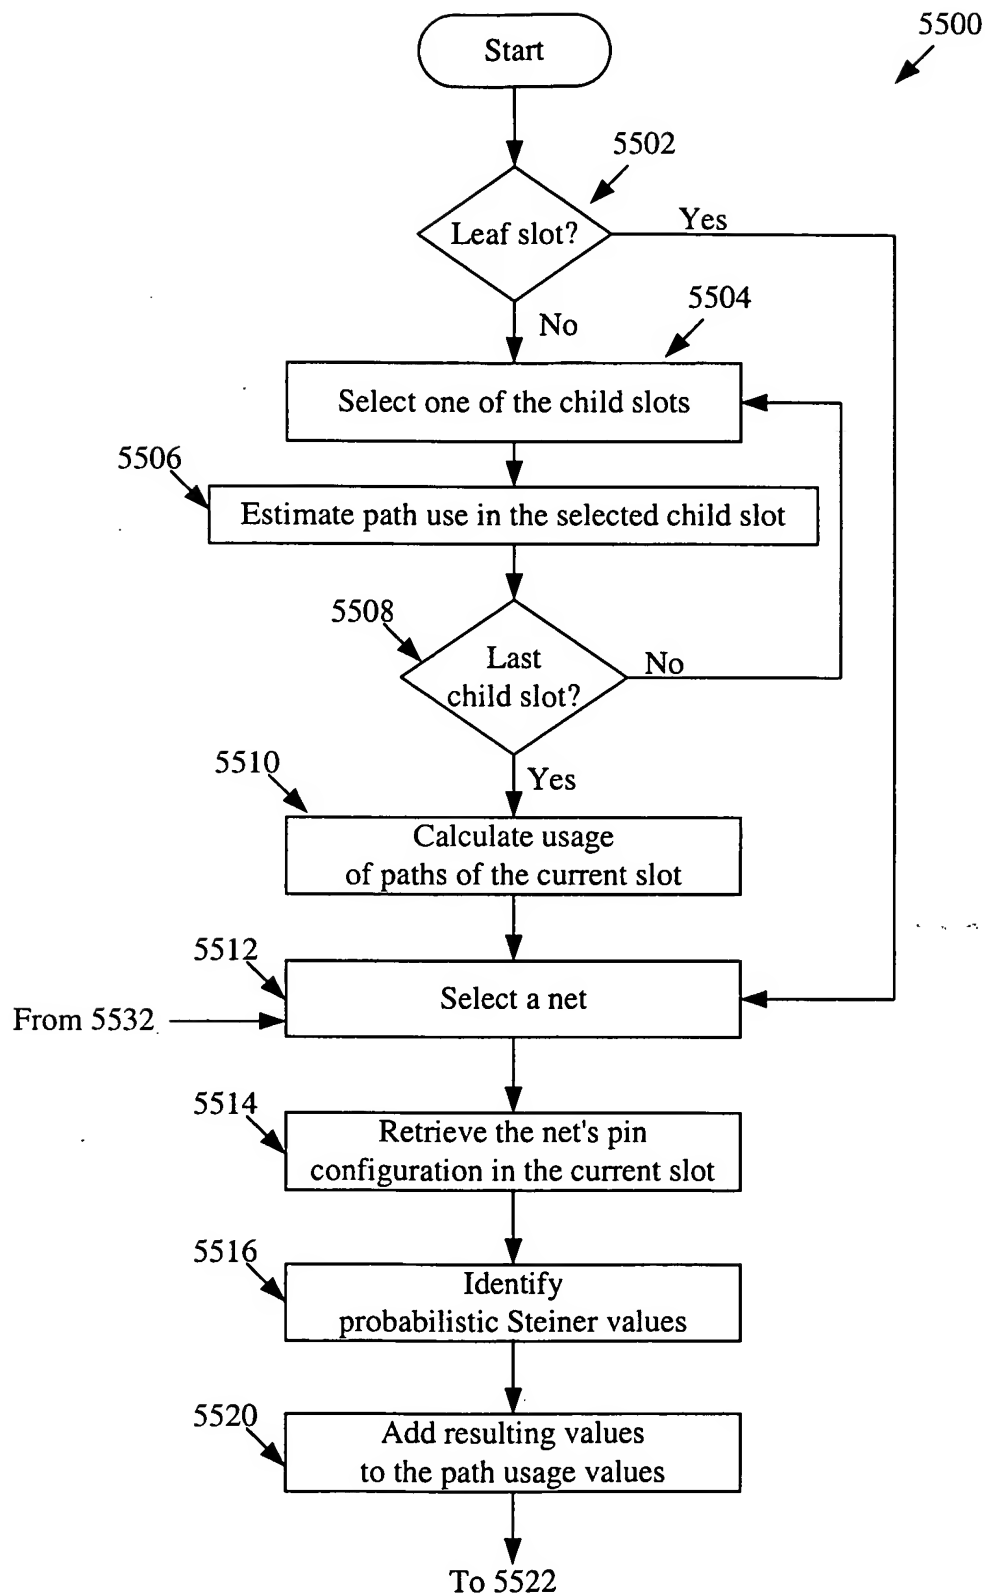 5500
Start
5502
Leaf slot?
Yes
No
5504
Select one of the child slots
5506
Estimate path use in the selected child slot
5508
Last
child slot?
No
Yes
5510
Calculate usage
of paths of the current slot
5512
Select a net
From 5532
5514
Retrieve the net's pin
configuration in the current slot
5516
Identify
probabilistic Steiner values
5520
Add resulting values
to the path usage values
To 5522